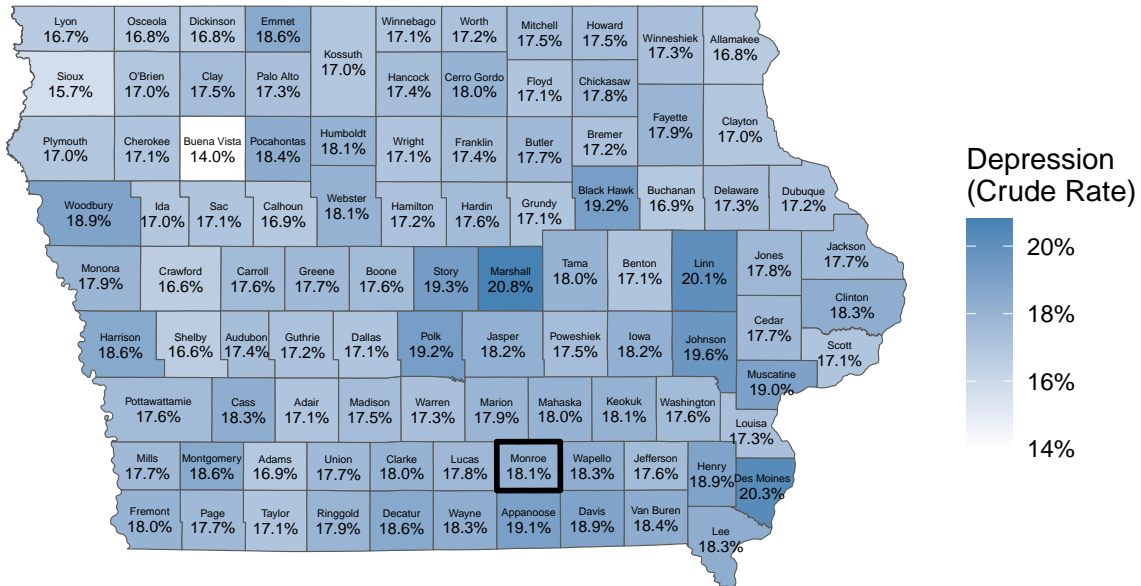 Lyon
16.7%
Osceola
16.8%
Dickinson
16.8%
Emmet
18.6%
Kossuth
17.0%
Winnebago
17.1%
Worth
17.2%
Mitchell
17.5%
Howard
17.5%
Winneshiek
17.3%
Allamakee
16.8%
Sioux
15.7%
O'Brien
17.0%
Clay
17.5%
Palo Alto
17.3%
Hancock
17.4%
Cerro Gordo
18.0%
Floyd
17.1%
Chickasaw
17.8%
Fayette
17.9%
Clayton
17.0%
Plymouth
17.0%
Cherokee
17.1%
Buena Vista
14.0%
Pocahontas
18.4%
Humboldt
18.1%
Wright
17.1%
Franklin
17.4%
Butler
17.7%
Bremer
17.2%
Woodbury
18.9%
Ida
17.0%
Sac
17.1%
Calhoun
16.9%
Webster
18.1%
Hamilton
17.2%
Hardin
17.6%
Grundy
17.1%
Black Hawk
19.2%
Buchanan
16.9%
Delaware
17.3%
Dubuque
17.2%
Monona
17.9%
Crawford
16.6%
Carroll
17.6%
Greene
17.7%
Boone
17.6%
Story
19.3%
Marshall
20.8%
Tama
18.0%
Benton
17.1%
Linn
20.1%
Jones
17.8%
Jackson
17.7%
Clinton
18.3%
Harrison
18.6%
Shelby
16.6%
Audubon
17.4%
Guthrie
17.2%
Dallas
17.1%
Polk
19.2%
Jasper
18.2%
Poweshiek
17.5%
Iowa
18.2%
Johnson
19.6%
Cedar
17.7%
Scott
17.1%
Muscatine
19.0%
Pottawattamie
17.6%
Cass
18.3%
Adair
17.1%
Madison
17.5%
Warren
17.3%
Marion
17.9%
Mahaska
18.0%
Keokuk
18.1%
Washington
17.6%
Louisa
17.3%
Mills
17.7%
Montgomery
18.6%
Adams
16.9%
Union
17.7%
Clarke
18.0%
Lucas
17.8%
Monroe
18.1%
Wapello
18.3%
Jefferson
17.6%
Henry
18.9%
Des Moines
20.3%
Fremont
18.0%
Page
17.7%
Taylor
17.1%
Ringgold
17.9%
Decatur
18.6%
Wayne
18.3%
Appanoose
19.1%
Davis
18.9%
Van Buren
18.4%
Lee
18.3%
Depression
(Crude Rate)
20%
18%
16%
14%